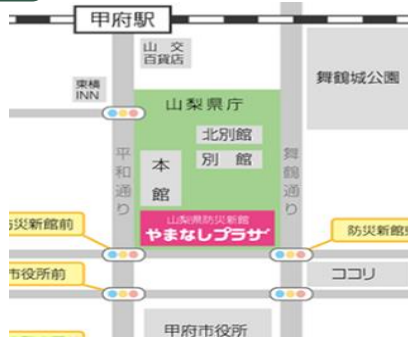 甲府駅
山交
百貨店
東横
INN
舞鶴城公園
山梨県庁
北別館
別館
本
館
平和通り
舞鶴通り
山梨県防災新館
やまなしプラザ
防災新館前
防災新館東
市役所前
ココリ
甲府市役所